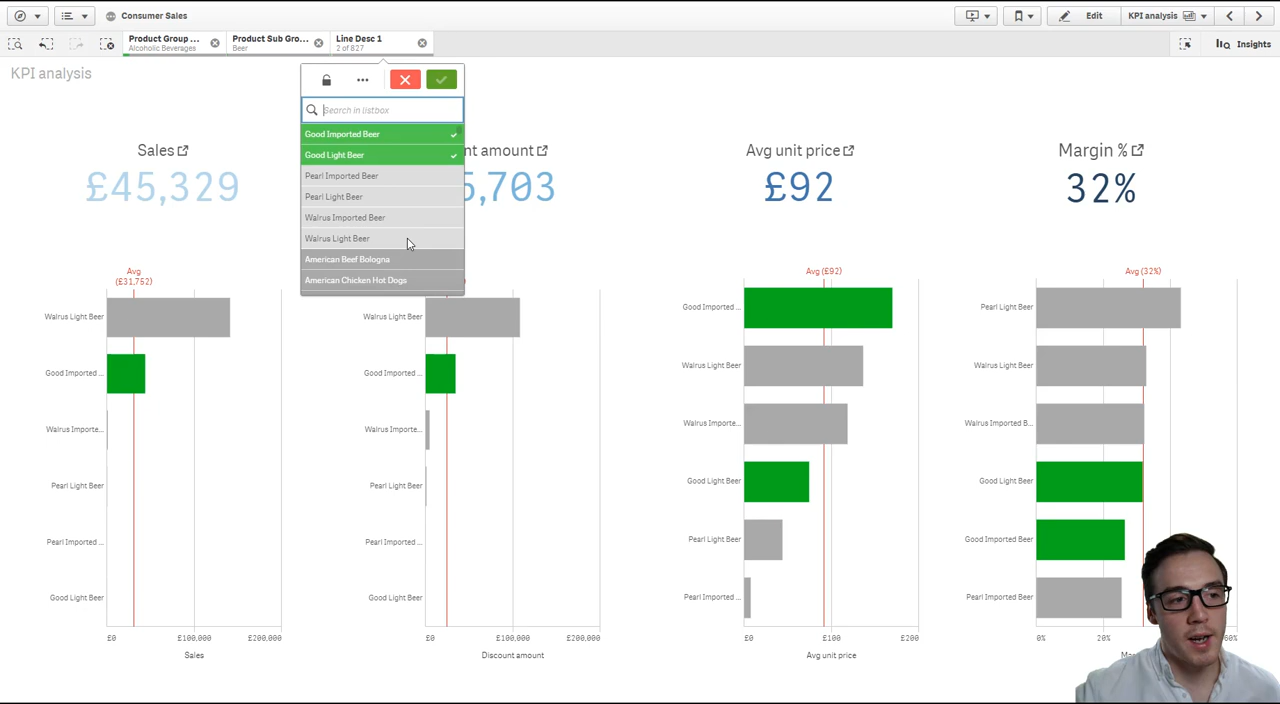 Consumer Sales
Edit
KPI analysis
Product Group ...
Alcoholic Beverages
Product Sub Gro...
Beer
Line Desc 1
2 of 827
Insights
KPI analysis
Search in listbox
Good Imported Beer
Good Light Beer
Pearl Imported Beer
Pearl Light Beer
Walrus Imported Beer
Walrus Light Beer
American Beef Bologna
American Chicken Hot Dogs
Sales
£45,329
nt amount
5,703
Avg unit price
£92
Margin %
32%
Avg
(£31,752)
Walrus Light Beer
Good Imported ...
Walrus Importe...
Pearl Light Beer
Pearl Imported ...
Good Light Beer
£0
£100,000
£200,000
Sales
Walrus Light Beer
Good Imported ...
Walrus Importe...
Pearl Light Beer
Pearl Imported ...
Good Light Beer
£0
£100,000
£200,000
Discount amount
Avg (£92)
Good Imported ...
Walrus Light Beer
Walrus Importe...
Good Light Beer
Pearl Light Beer
Pearl Imported ...
£0
£100
£200
Avg unit price
Avg (32%)
Pearl Light Beer
Walrus Light Beer
Walrus Imported B...
Good Light Beer
Good Imported Beer
Pearl Imported Beer
0%
20%
60%